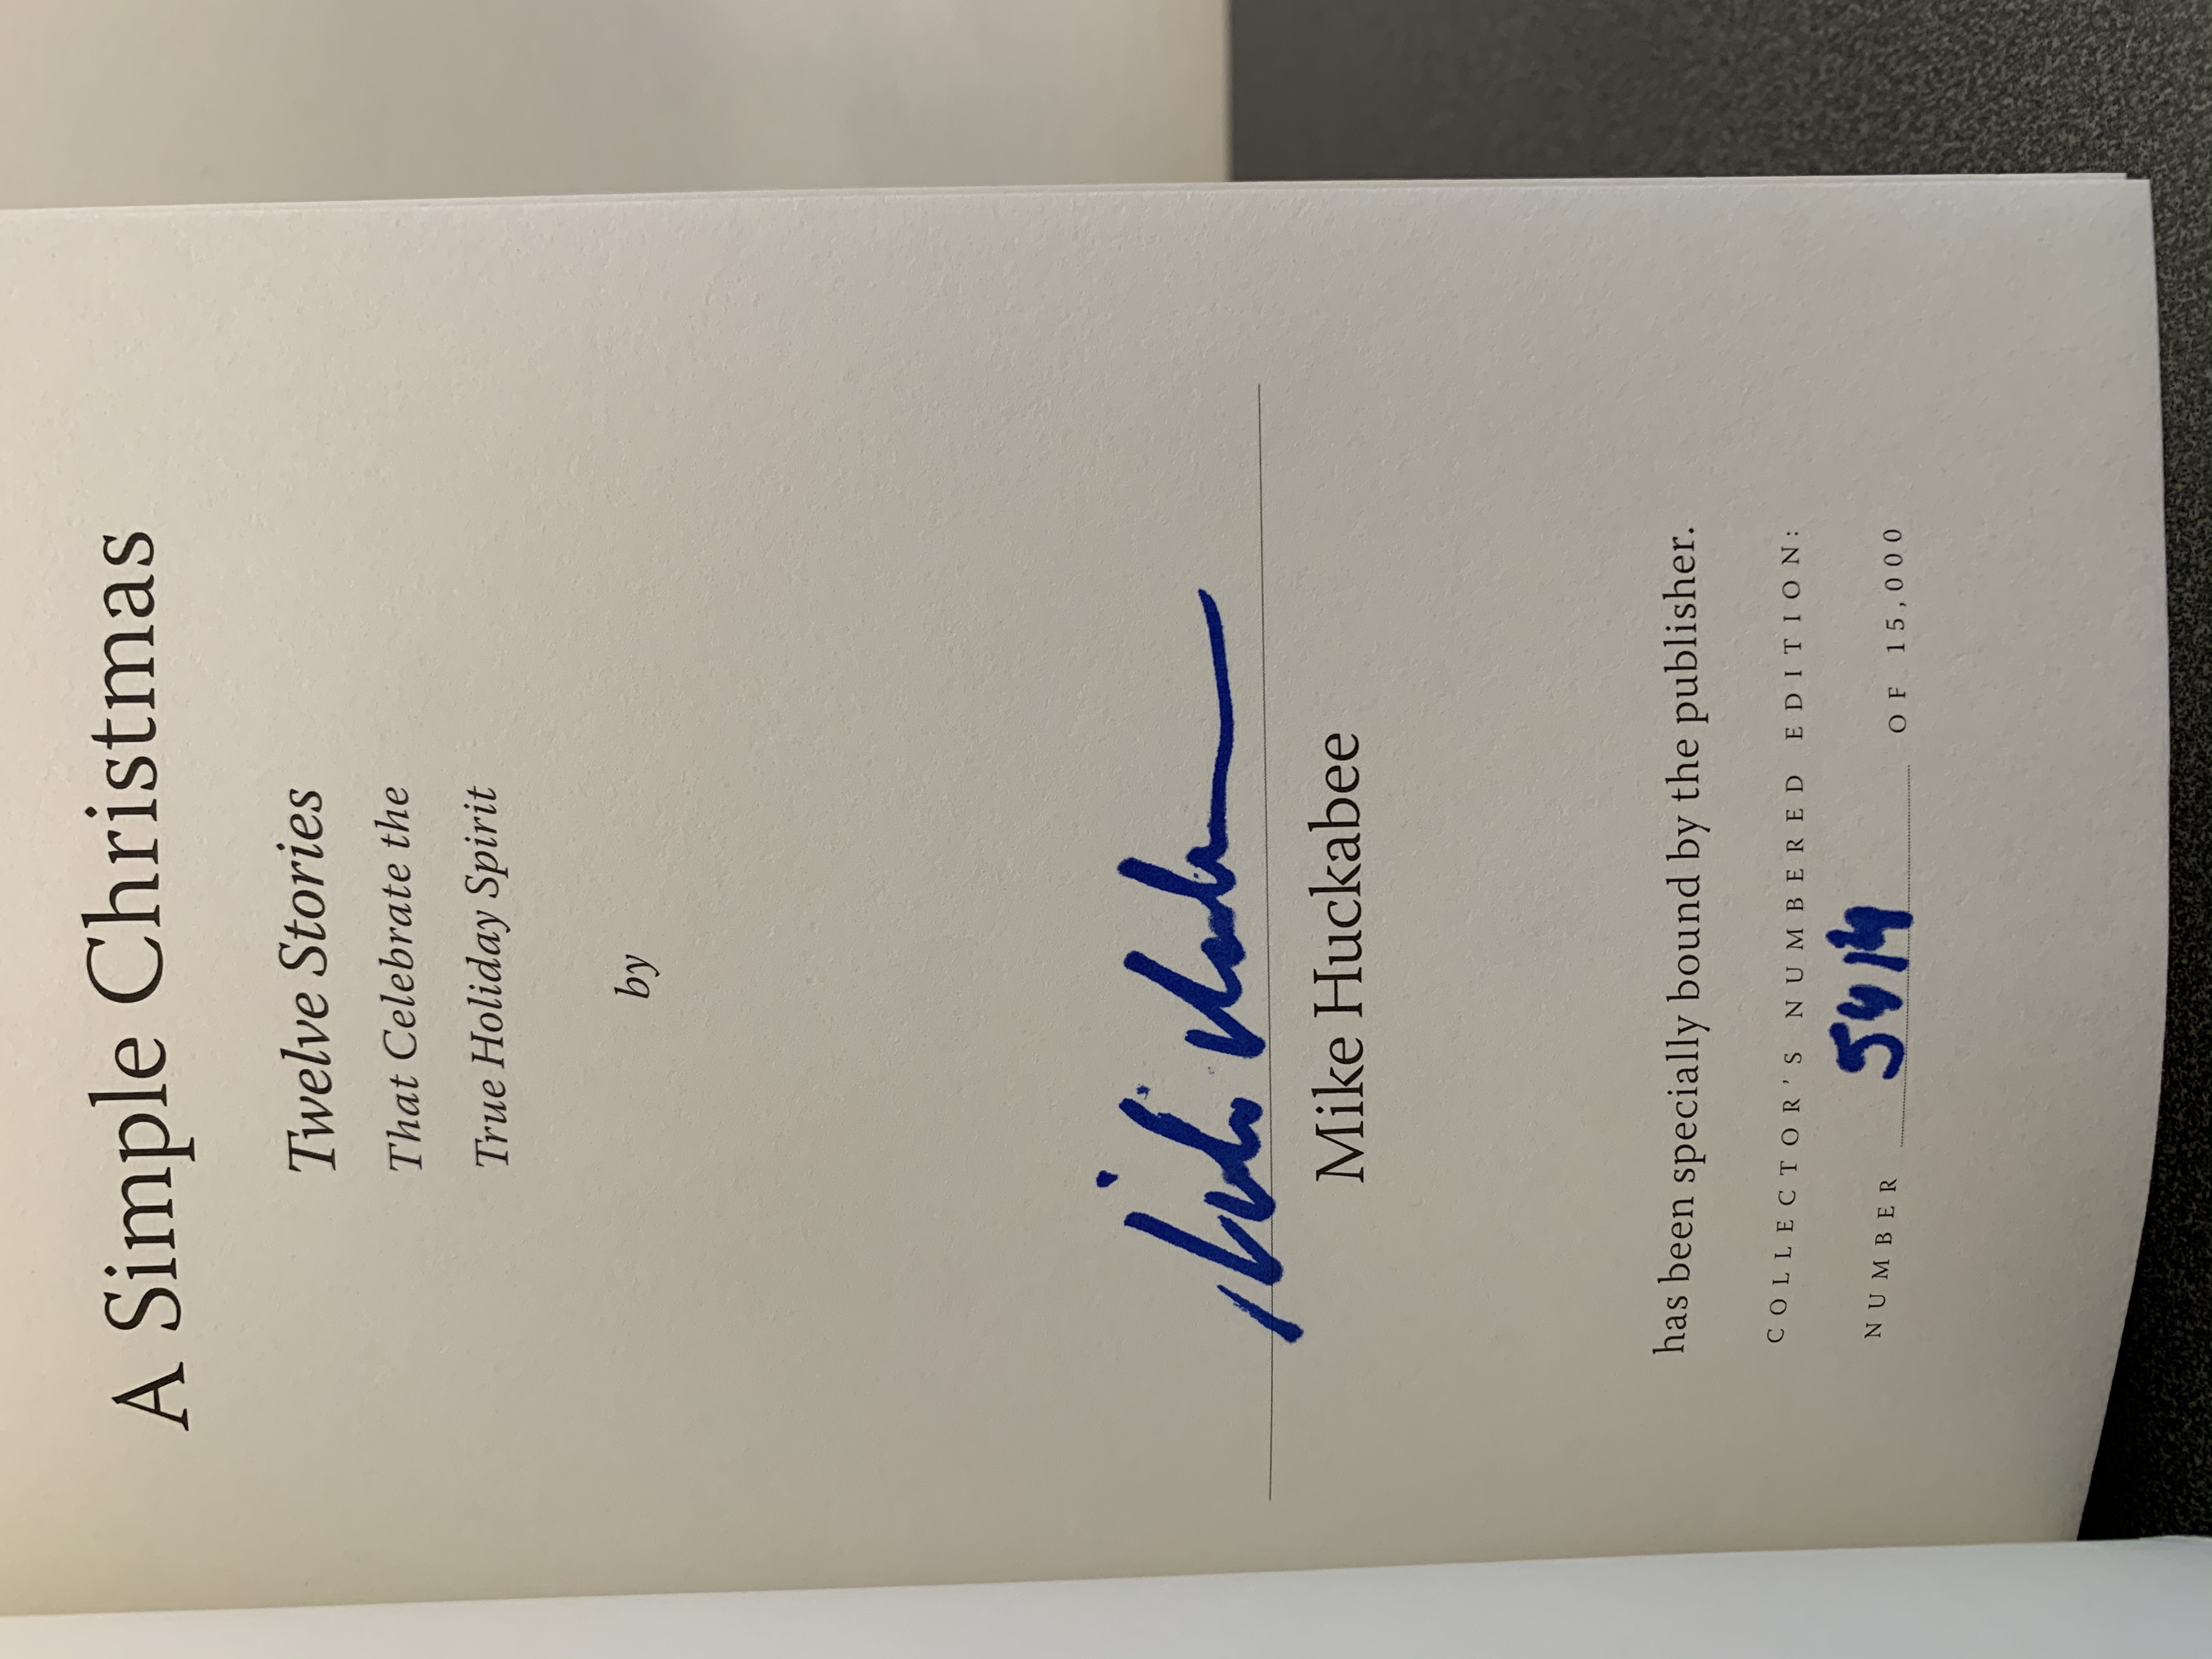 A Simple Christmas
Twelve Stories
That Celebrate the
True Holiday Spirit
by
Mike Huckabee
has been specially bound by the publisher.
COLLECTOR'S NUMBERED EDITION:
NUMBER OF 15,000